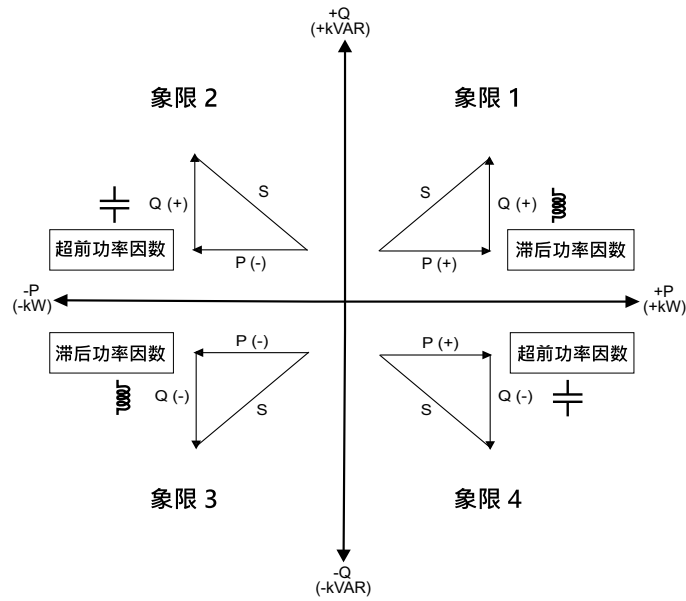 +Q
(+kVAR)
象限 2
象限 1
S
Q (+)
超前功率因数
P (-)
S
Q (+)
滞后功率因数
P (+)
-P
(-kW)
+P
(+kW)
滞后功率因数
P (-)
Q (-)
S
P (+)
超前功率因数
Q (-)
S
象限 3
象限 4
-Q
(-kVAR)